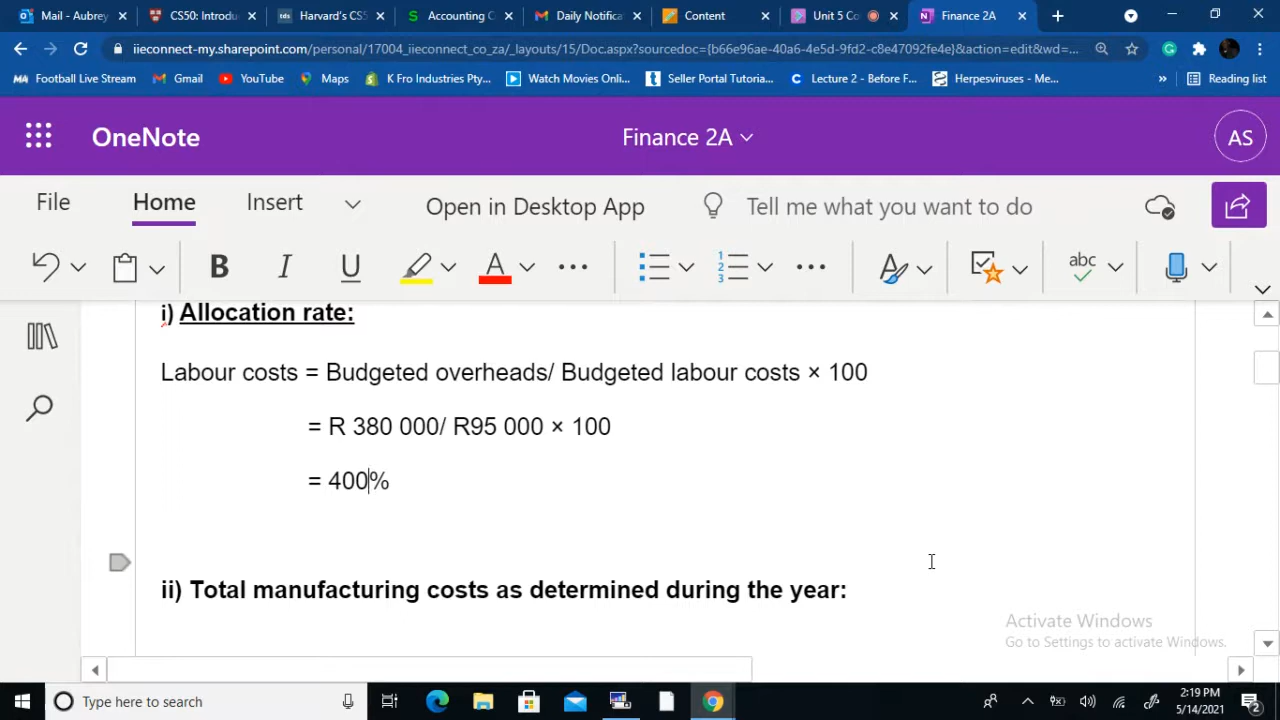 Mail - Aubrey
CS50: Introdu
Harvard's CS5
Accounting C
Daily Notifica
Content
Unit 5 Co
Finance 2A
iieconnect-my.sharepoint.com/personal/17004_iieconnect_co_za/_layouts/15/Doc.aspx?sourcedoc={b66e96ae-40a6-4e5d-9fd2-c8e47092fe4e}&action=edit&wd=...
Football Live Stream
Gmail
YouTube
Maps
K Fro Industries Pty...
Watch Movies Onli...
Seller Portal Tutoria...
Lecture 2 - Before F...
Herpesviruses - Me...
»
Reading list
OneNote
Finance 2A
AS
File
Home
Insert
Open in Desktop App
Tell me what you want to do
B I U A abc
i) Allocation rate:
Labour costs = Budgeted overheads/ Budgeted labour costs × 100
= R 380 000/ R95 000 × 100
= 400%
ii) Total manufacturing costs as determined during the year:
Activate Windows
Go to Settings to activate Windows.
Type here to search
2:19 PM
5/14/2021
2